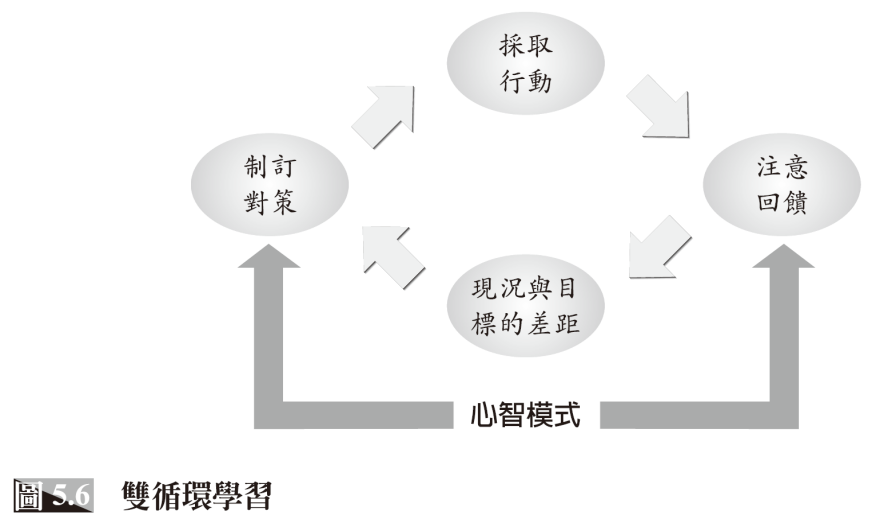 採取
行動
制訂
對策
注意
回饋
現況與目
標的差距
心智模式
圖 5.6 雙循環學習